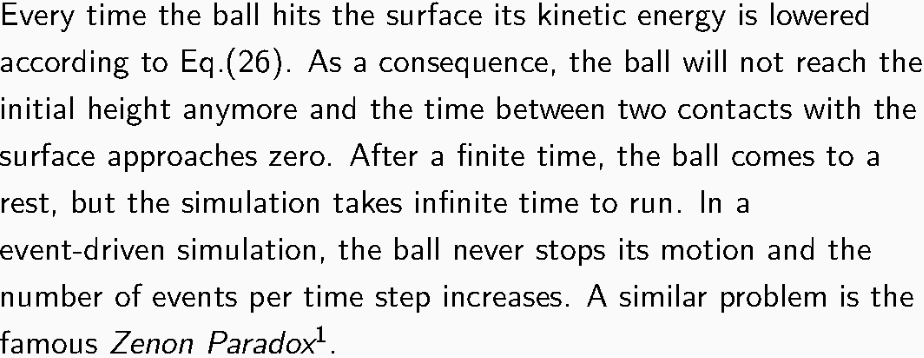 Every time the ball hits the surface its kinetic energy is lowered
according to Eq.(26). As a consequence, the ball will not reach the
initial height anymore and the time between two contacts with the
surface approaches zero. After a finite time, the ball comes to a
rest, but the simulation takes infinite time to run. In a
event-driven simulation, the ball never stops its motion and the
number of events per time step increases. A similar problem is the
famous Zenon Paradox¹.